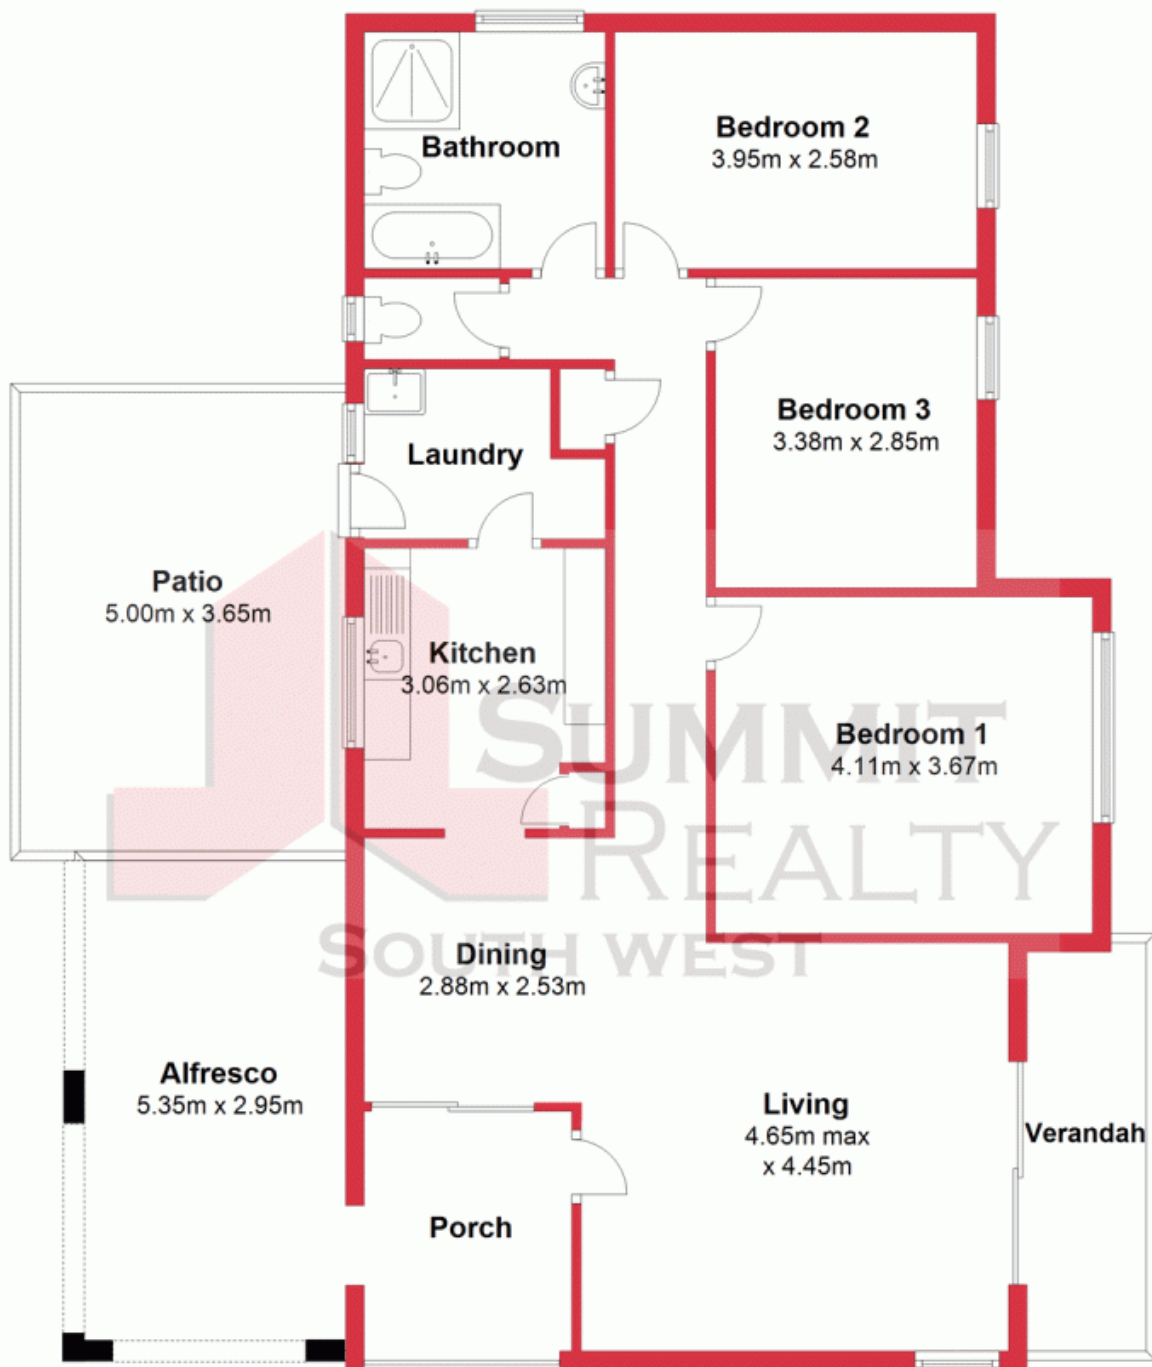 Bathroom
Bedroom 2
3.95m x 2.58m
Bedroom 3
3.38m x 2.85m
Laundry
Patio
5.00m x 3.65m
Kitchen
3.06m x 2.63m
Bedroom 1
4.11m x 3.67m
SUMMIT
REALTY
SOUTH WEST
Dining
2.88m x 2.53m
Alfresco
5.35m x 2.95m
Living
4.65m max
x 4.45m
Verandah
Porch